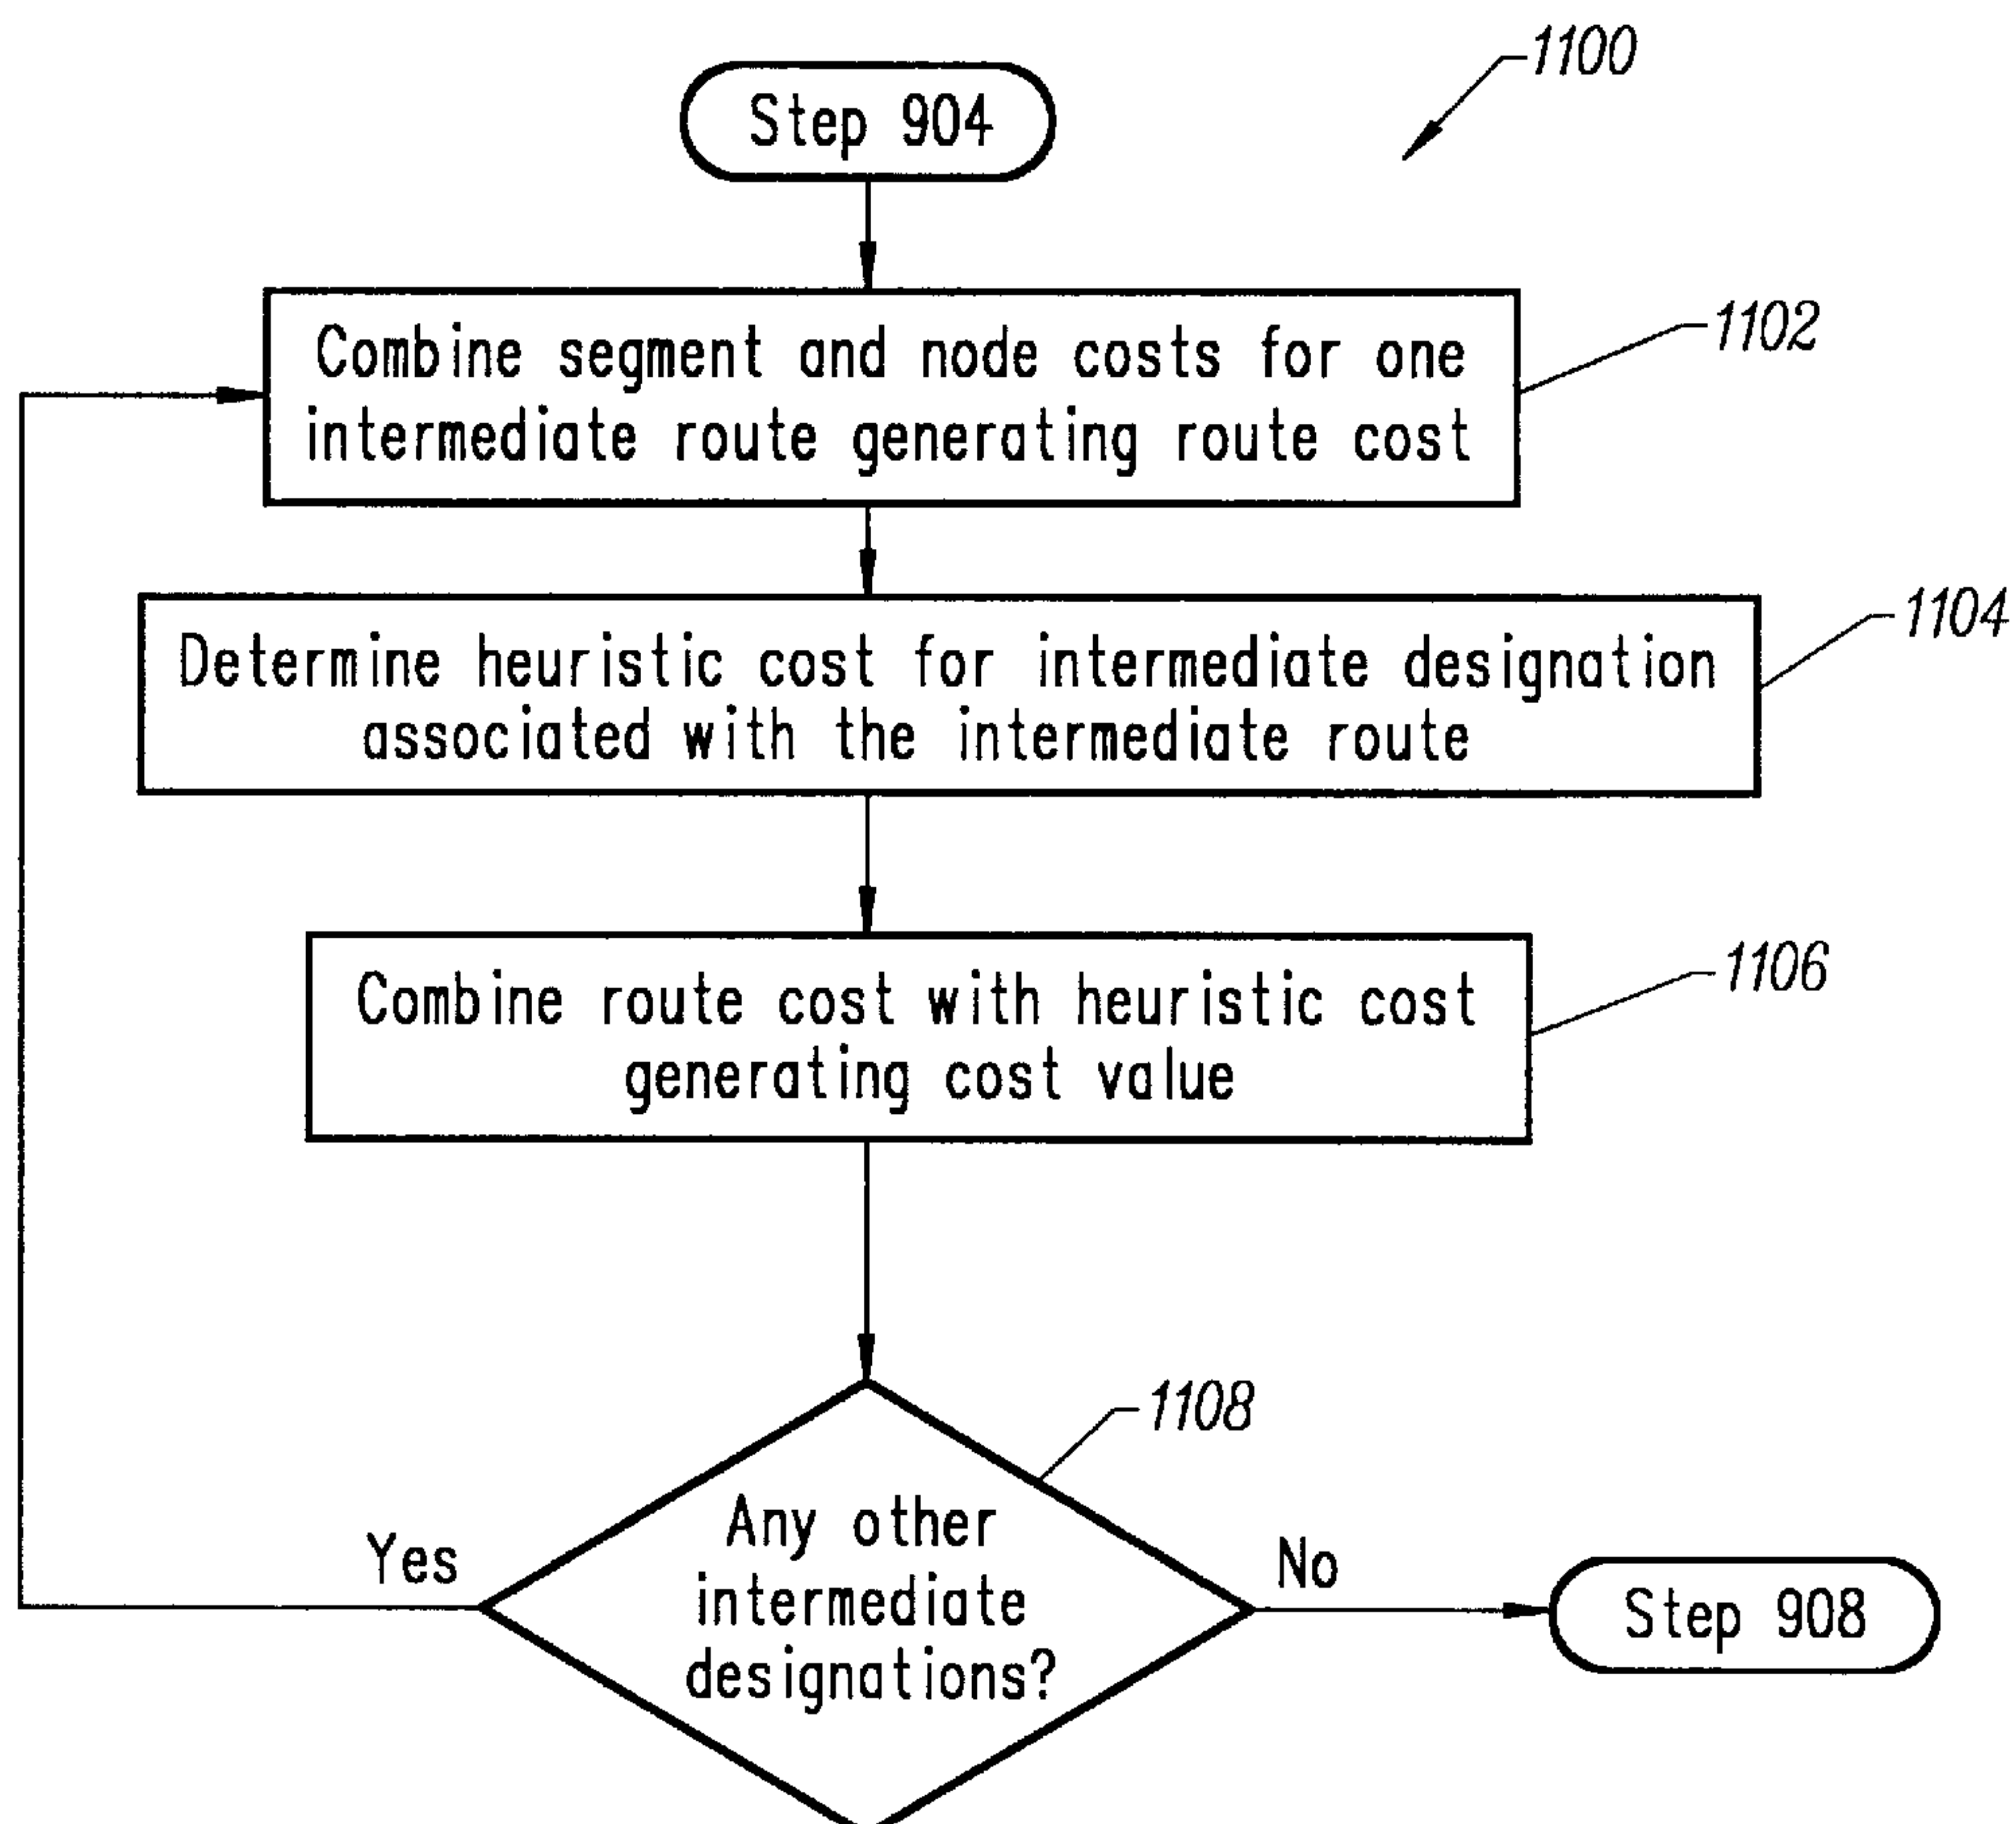 1100
Step 904
Combine segment and node costs for one
intermediate route generating route cost
1102
Determine heuristic cost for intermediate designation
associated with the intermediate route
1104
Combine route cost with heuristic cost
generating cost value
1106
1108
Any other
intermediate
designations?
Yes
No
Step 908